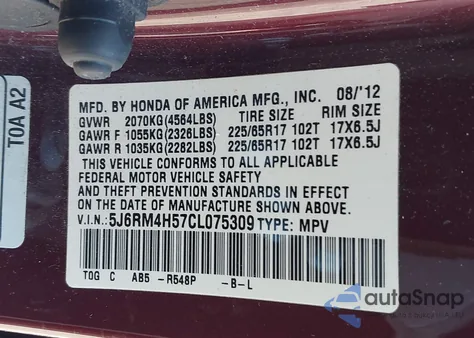 TOA A2
MFD. BY HONDA OF AMERICA MFG., INC. 08/'12
GVWR 2070KG(4564LBS) TIRE SIZE RIM SIZE
GAWR F 1055KG(2326LBS) 225/65R17 102T 17X6.5J
GAWR R 1035KG(2282LBS) 225/65R17 102T 17X6.5J
THIS VEHICLE CONFORMS TO ALL APPLICABLE
FEDERAL MOTOR VEHICLE SAFETY
AND THEFT PREVENTION STANDARDS IN EFFECT
ON THE DATE OF MANUFACTURE SHOWN ABOVE.
V.I.N.: 5J6RM4H57CL075309 TYPE: MPV
TOG C AB5 -R548P -B-L
autoSnap